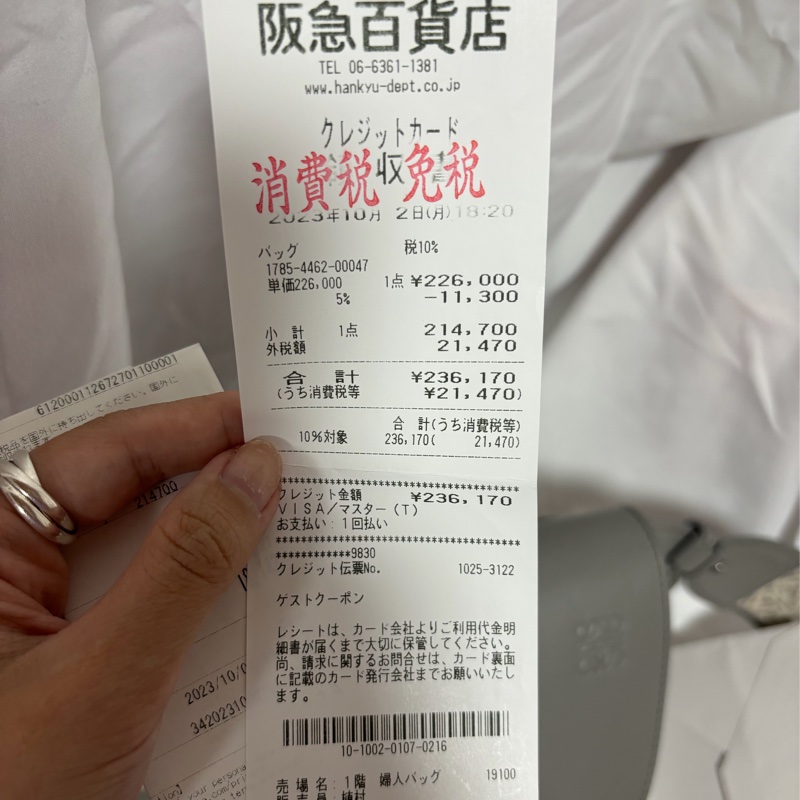 阪急百貨店
TEL 06-6361-1381
www.hankyu-dept.co.jp
クレジットカード
収
消費税 免税
2023年10月 2日(月)18:20
バッグ 税10%
1785-4462-00047
単価226,000 1点 ¥226,000
5% -11,300
小 計 1点 214,700
外税額 21,470
合 計 ¥236,170
(うち消費税等 ¥21,470)
合 計(うち消費税等)
10%対象 236,170( 21,470)
クレジット金額 ¥236,170
VISA/マスター(T)
お支払い:1回払い
************9830
クレジット伝票No. 1025-3122
ゲストクーポン
レシートは、カード会社よりご利用代金明
細書が届くまで大切に保管してください。
尚、請求に関するお問合せは、カード裏面
に記載のカード発行会社までお願いいたし
ます。
10-1002-0107-0216
売 場 名:1階 婦人バッグ 19100
販 売 員:植村
612000112672701100001
214700
2023/10/0
34202310